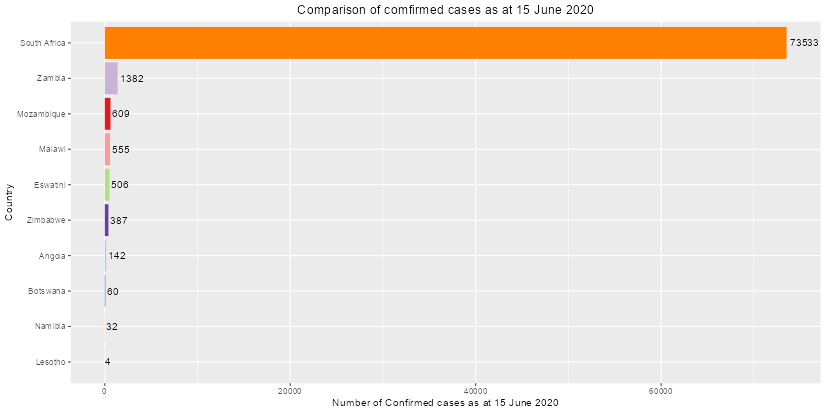 Comparison of comfirmed cases as at 15 June 2020
Country
South Africa 73533
Zambia 1382
Mozambique 609
Malawi 555
Eswatini 506
Zimbabwe 387
Angola 142
Botswana 60
Namibia 32
Lesotho 4
0 20000 40000 60000
Number of Confirmed cases as at 15 June 2020